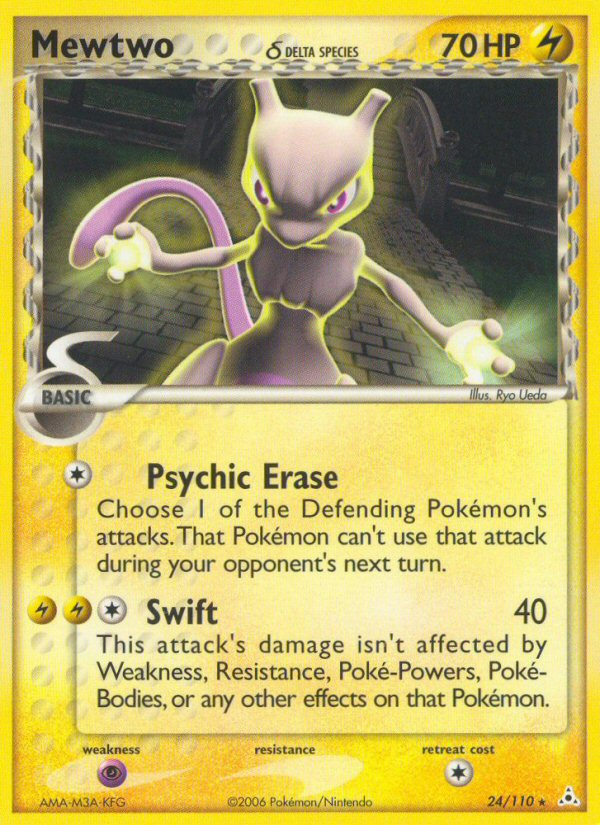 Mewtwo δ DELTA SPECIES 70 HP
BASIC
Illus. Ryo Ueda
Psychic Erase
Choose 1 of the Defending Pokémon's
attacks. That Pokémon can't use that attack
during your opponent's next turn.
Swift 40
This attack's damage isn't affected by
Weakness, Resistance, Poké-Powers, Poké-
Bodies, or any other effects on that Pokémon.
weakness resistance retreat cost
AMA-M3A-KFG ©2006 Pokémon/Nintendo 24/110 ★